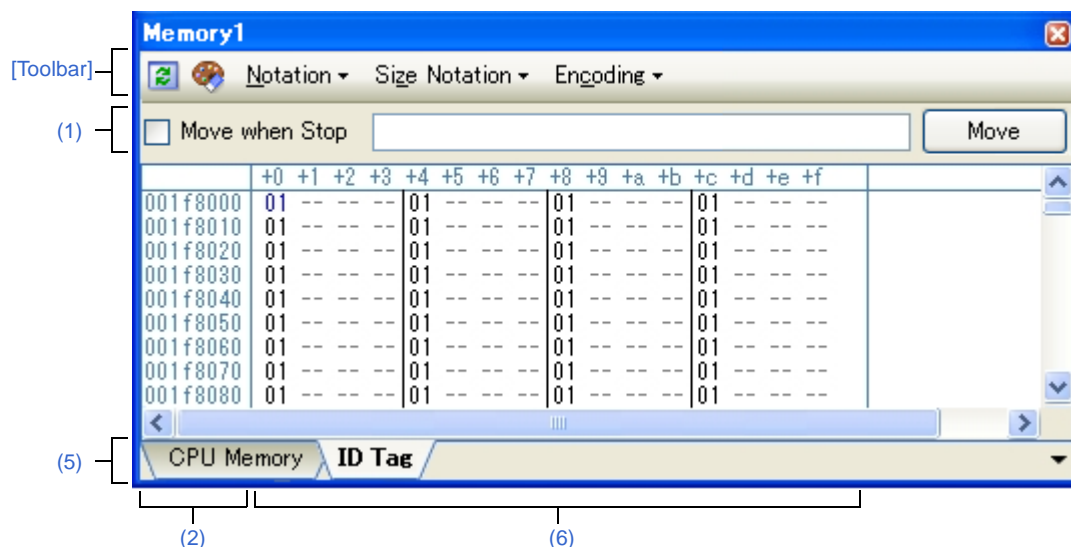 Memory1
[Toolbar] Notation Size Notation Encoding
(1) Move when Stop Move
+0 +1 +2 +3 +4 +5 +6 +7 +8 +9 +a +b +c +d +e +f
001f8000 01 -- -- -- 01 -- -- -- 01 -- -- -- 01 -- -- --
001f8010 01 -- -- -- 01 -- -- -- 01 -- -- -- 01 -- -- --
001f8020 01 -- -- -- 01 -- -- -- 01 -- -- -- 01 -- -- --
001f8030 01 -- -- -- 01 -- -- -- 01 -- -- -- 01 -- -- --
001f8040 01 -- -- -- 01 -- -- -- 01 -- -- -- 01 -- -- --
001f8050 01 -- -- -- 01 -- -- -- 01 -- -- -- 01 -- -- --
001f8060 01 -- -- -- 01 -- -- -- 01 -- -- -- 01 -- -- --
001f8070 01 -- -- -- 01 -- -- -- 01 -- -- -- 01 -- -- --
001f8080 01 -- -- -- 01 -- -- -- 01 -- -- -- 01 -- -- --
(5) CPU Memory ID Tag
(2) (6)